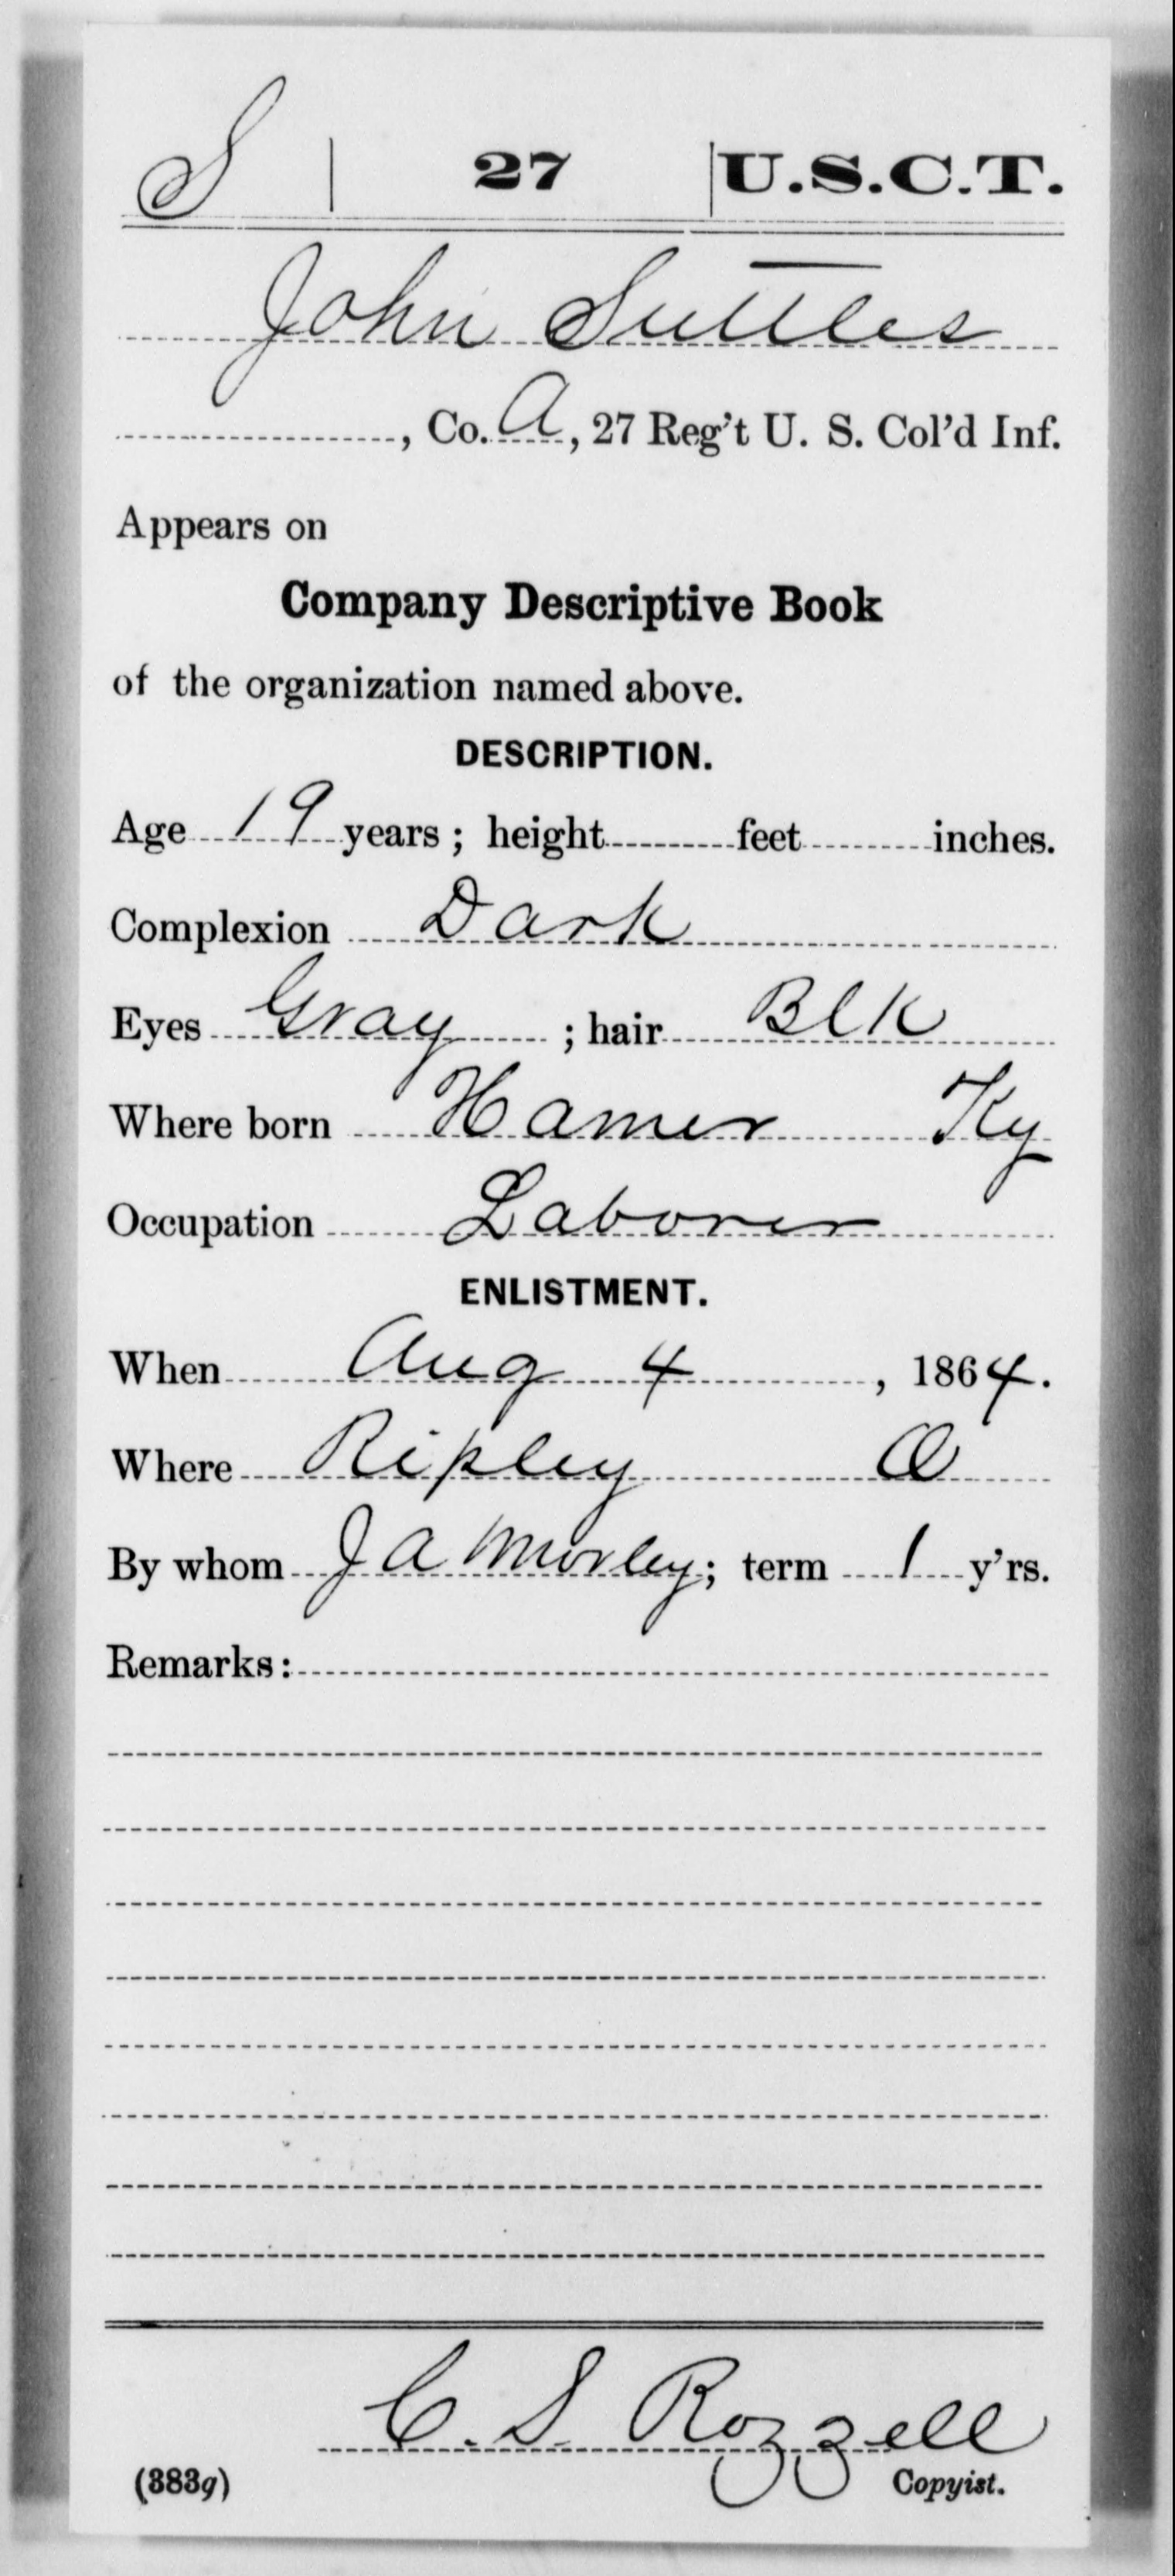 S | 27 | U.S.C.T.
John Suttles
, Co. A, 27 Reg't U. S. Col'd Inf.
Appears on
Company Descriptive Book
of the organization named above.
DESCRIPTION.
Age 19 years; height feet inches.
Complexion Dark
Eyes Gray; hair Blk
Where born Hamer Ky
Occupation Laborer
ENLISTMENT.
When Aug 4, 1864.
Where Ripley O
By whom J A Morley; term 1 y'rs.
Remarks:
C. S. Rozzell
(383g) Copyist.